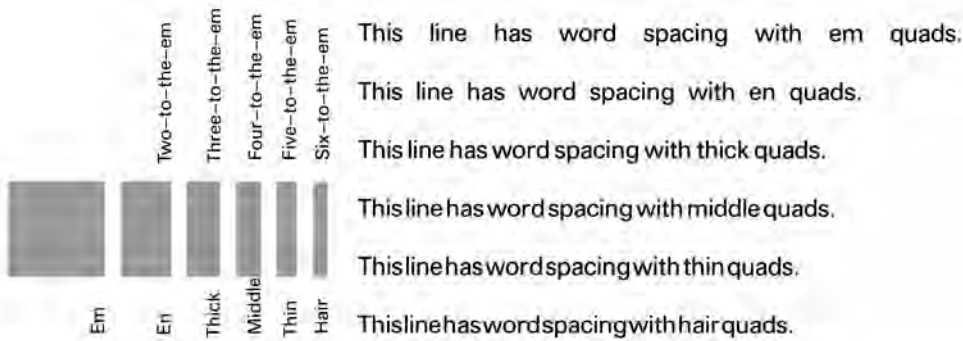 Two–to–the–em
Three–to–the–em
Four–to–the–em
Five–to–the–em
Six–to–the–em
Em
En
Thick
Middle
Thin
Hair
This line has word spacing with em quads.
This line has word spacing with en quads.
This line has word spacing with thick quads.
This line has word spacing with middle quads.
This line has word spacing with thin quads.
This line has word spacing with hair quads.